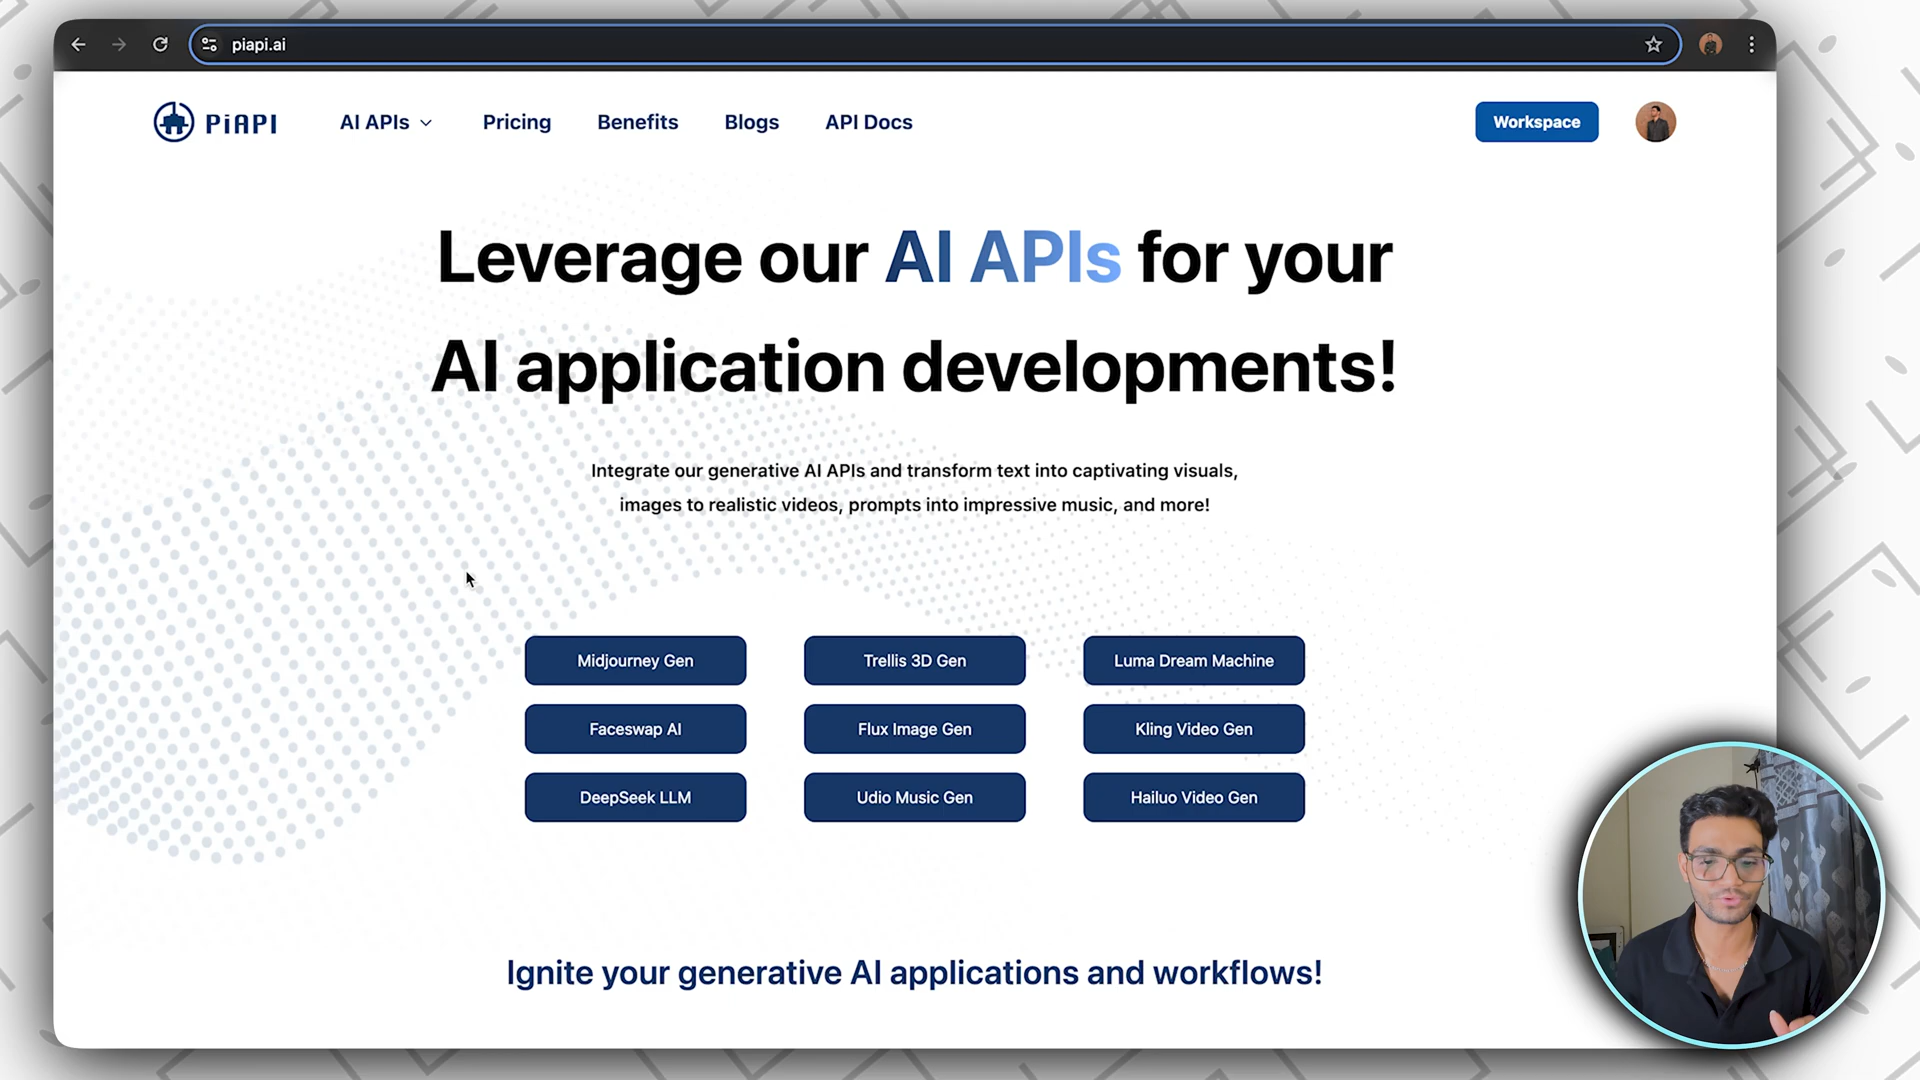 piapi.ai
PiAPI
AI APIs
Pricing
Benefits
Blogs
API Docs
Workspace
Leverage our AI APIs for your
AI application developments!
Integrate our generative AI APIs and transform text into captivating visuals,
images to realistic videos, prompts into impressive music, and more!
Midjourney Gen
Trellis 3D Gen
Luma Dream Machine
Faceswap AI
Flux Image Gen
Kling Video Gen
DeepSeek LLM
Udio Music Gen
Hailuo Video Gen
Ignite your generative AI applications and workflows!